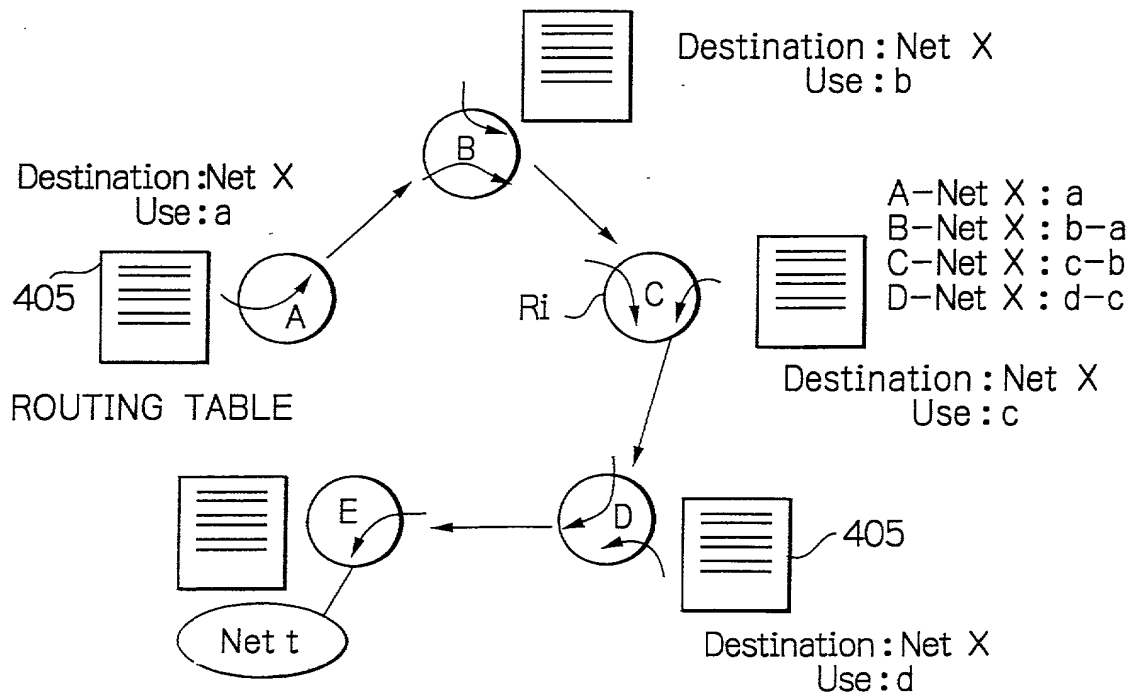 Destination : Net X
Use : b
B
Destination : Net X
Use : a
A-Net X : a
B-Net X : b-a
C-Net X : c-b
D-Net X : d-c
405
A
Ri
C
Destination : Net X
Use : c
ROUTING TABLE
E
D
405
Net t
Destination : Net X
Use : d